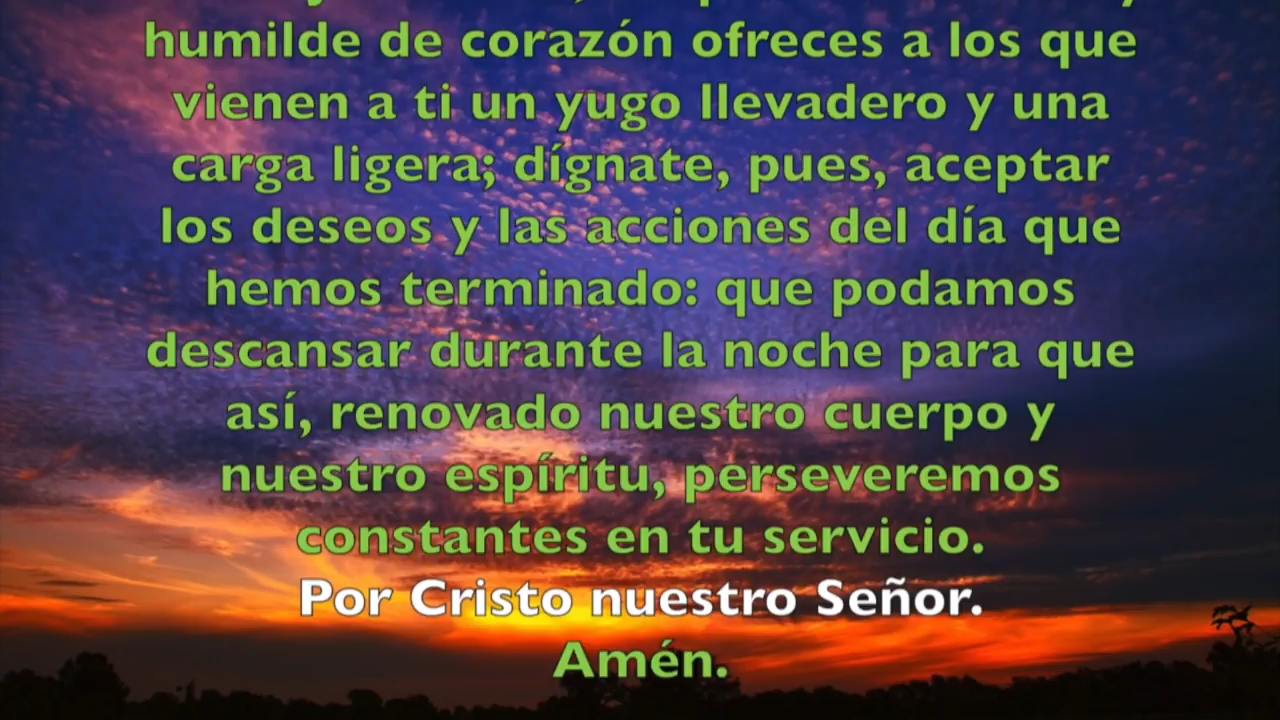 humilde de corazón ofreces a los que
vienen a ti un yugo llevadero y una
carga ligera; dígnate, pues, aceptar
los deseos y las acciones del día que
hemos terminado: que podamos
descansar durante la noche para que
así, renovado nuestro cuerpo y
nuestro espíritu, perseveremos
constantes en tu servicio.
Por Cristo nuestro Señor.
Amén.